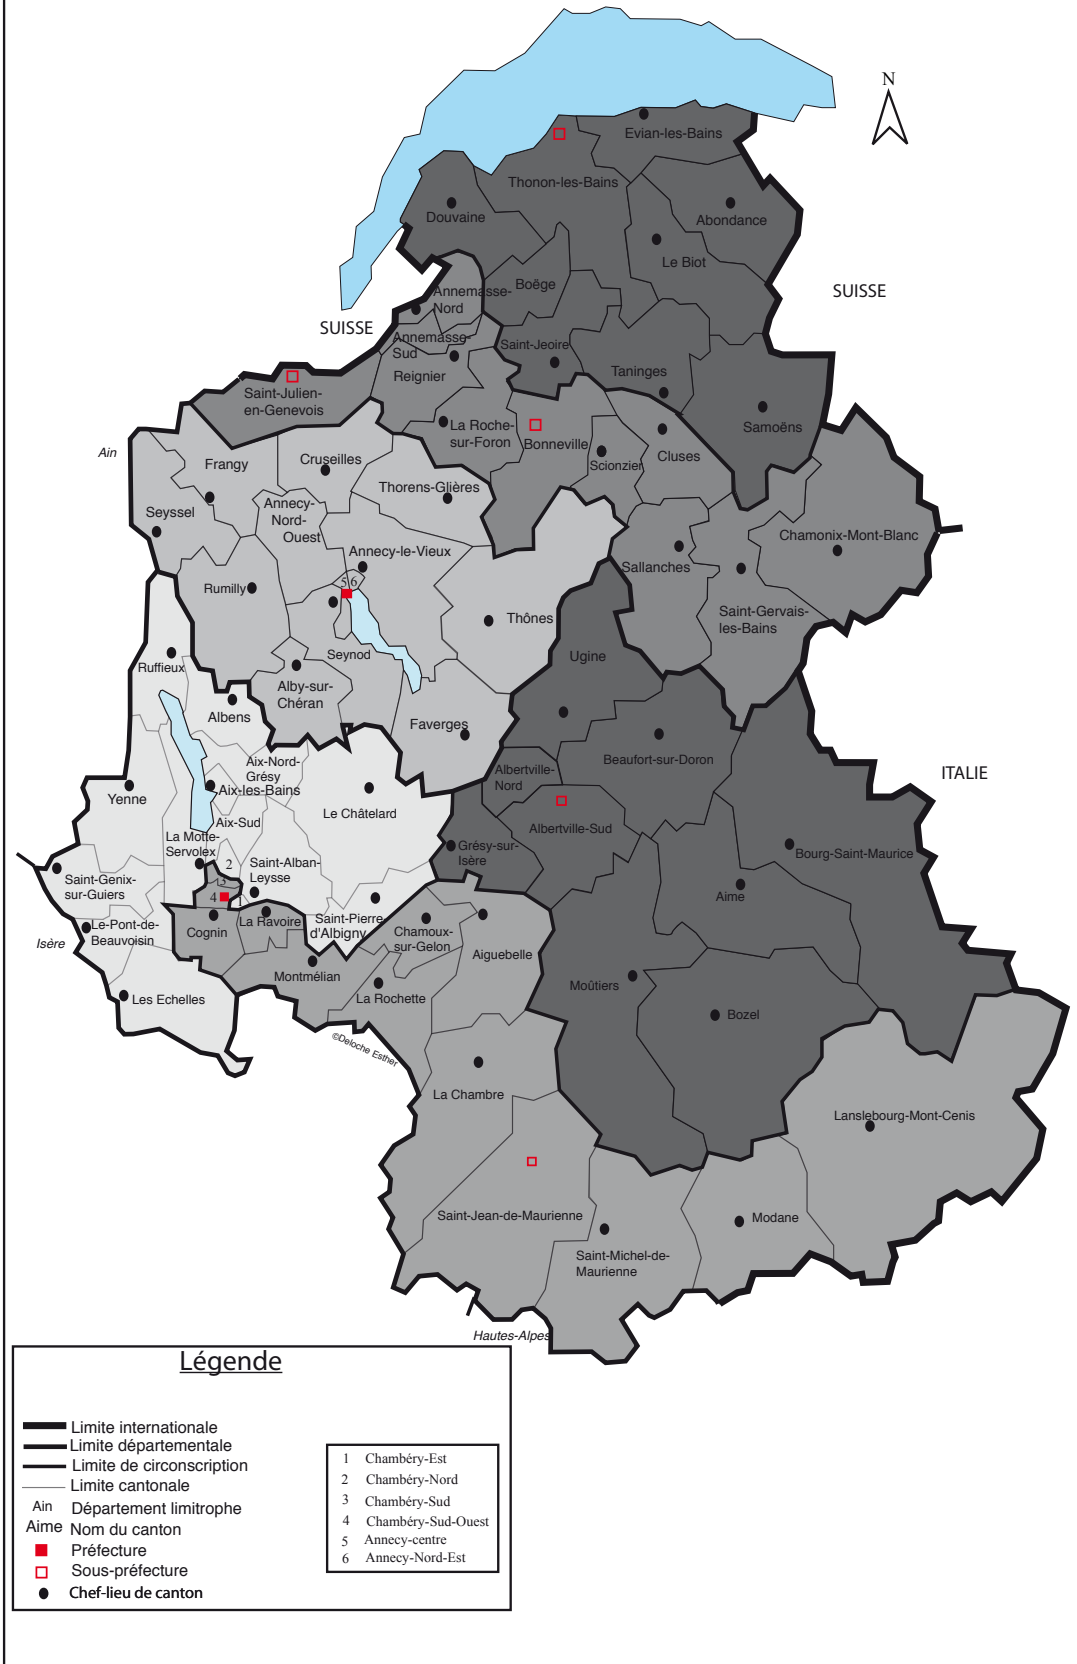 N
Evian-les-Bains
Thonon-les-Bains
Abondance
Douvaine
Le Biot
SUISSE
Boëge
Annemasse-
Nord
SUISSE
Annemasse-
Sud
Saint-Jeoire
Taninges
Reignier
Saint-Julien-
en-Genevois
La Roche-
sur-Foron
Bonneville
Samoëns
Cluses
Scionzier
Ain
Frangy
Cruseilles
Thorens-Glières
Annecy-
Nord-
Ouest
Seyssel
Chamonix-Mont-Blanc
Annecy-le-Vieux
Sallanches
5
6
Rumilly
Thônes
Saint-Gervais-
les-Bains
Seynod
Ugine
Ruffieux
Alby-sur-
Chéran
Albens
Faverges
Beaufort-sur-Doron
Aix-Nord-
Grésy
Albertville-
Nord
ITALIE
Aix-les-Bains
Yenne
Le Châtelard
Aix-Sud
Albertville-Sud
La Motte-
Servolex
Grésy-sur-
Isère
Bourg-Saint-Maurice
2
Saint-Alban-
Leysse
Saint-Genix-
sur-Guiers
3
4
1
Aime
Le-Pont-de-
Beauvoisin
La Ravoire
Saint-Pierre-
d'Albigny
Cognin
Chamoux-
sur-Gelon
Isère
Aiguebelle
Montmélian
Moûtiers
La Rochette
Les Echelles
Bozel
©Deloche Esther
La Chambre
Lanslebourg-Mont-Cenis
Saint-Jean-de-Maurienne
Modane
Saint-Michel-de-
Maurienne
Hautes-Alpes
Légende
Limite internationale
Limite départementale
Limite de circonscription
Limite cantonale
Ain Département limitrophe
Aime Nom du canton
Préfecture
Sous-préfecture
Chef-lieu de canton
1 Chambéry-Est
2 Chambéry-Nord
3 Chambéry-Sud
4 Chambéry-Sud-Ouest
5 Annecy-centre
6 Annecy-Nord-Est